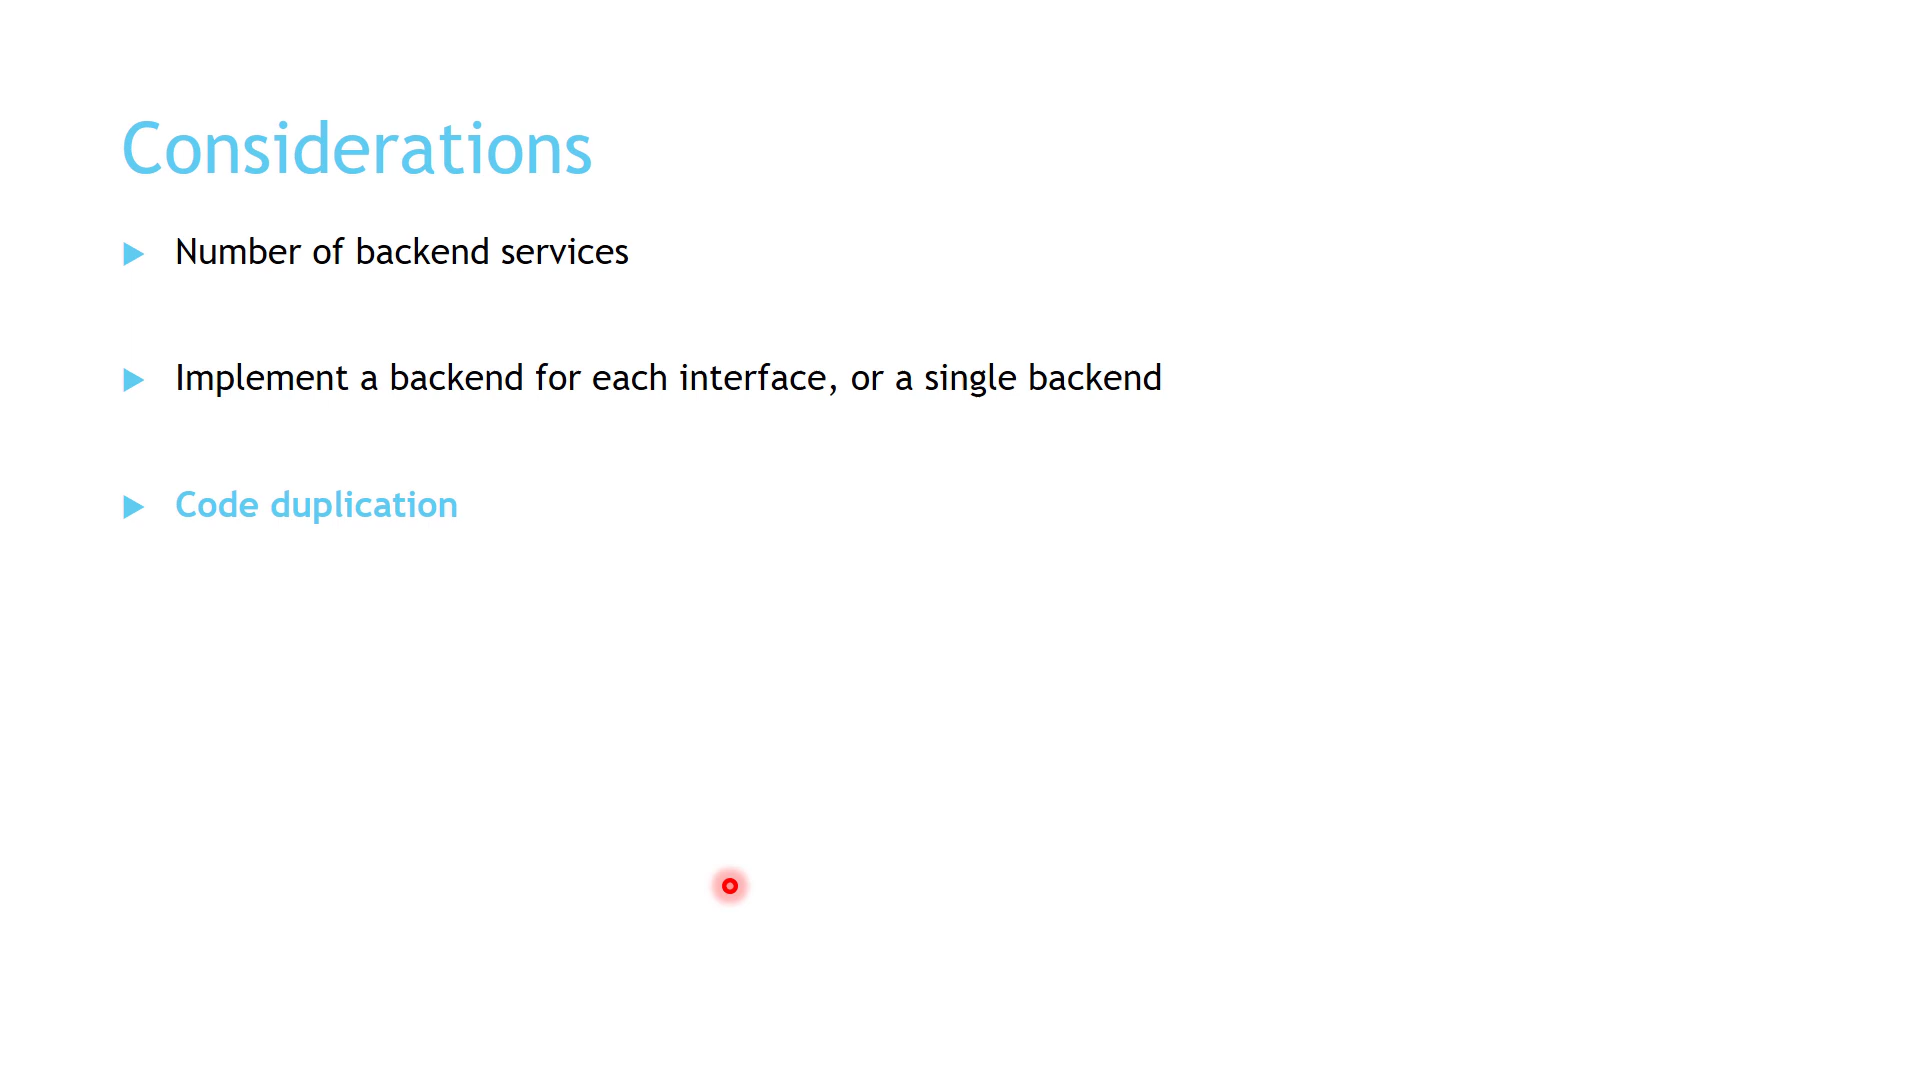 Considerations
Number of backend services
Implement a backend for each interface, or a single backend
Code duplication